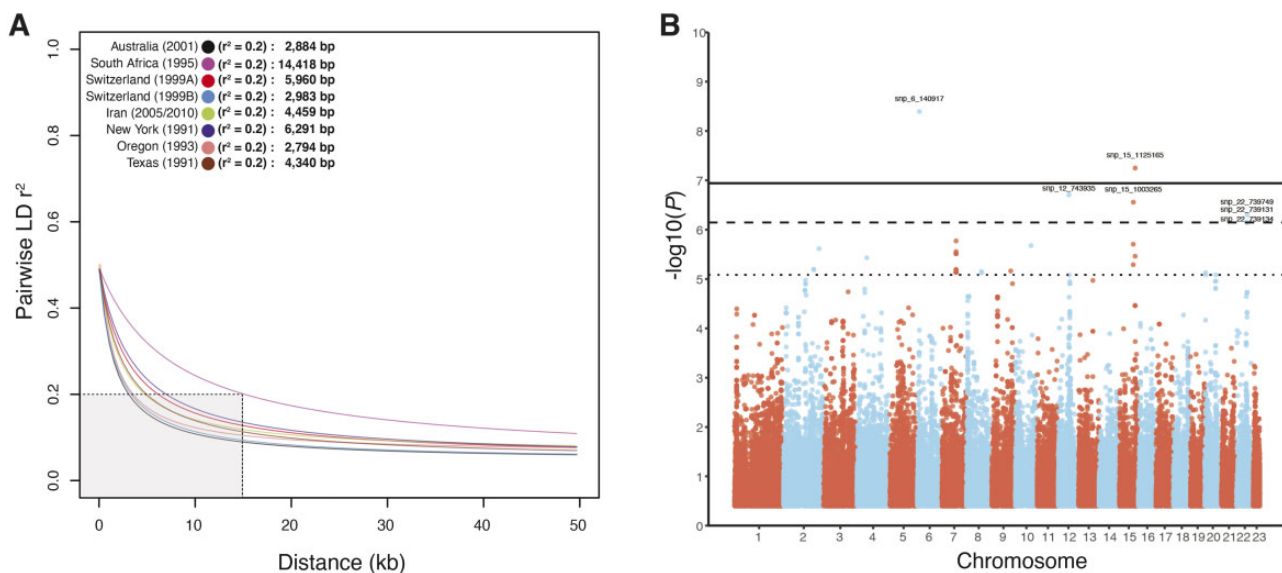 A
Australia (2001) (r² = 0.2) : 2,884 bp
South Africa (1995) (r² = 0.2) : 14,418 bp
Switzerland (1999A) (r² = 0.2) : 5,960 bp
Switzerland (1999B) (r² = 0.2) : 2,983 bp
Iran (2005/2010) (r² = 0.2) : 4,459 bp
New York (1991) (r² = 0.2) : 6,291 bp
Oregon (1993) (r² = 0.2) : 2,794 bp
Texas (1991) (r² = 0.2) : 4,340 bp
Pairwise LD r²
1.0
0.8
0.6
0.4
0.2
0.0
0 10 20 30 40 50
Distance (kb)
B
-log10(P)
10
9
8
7
6
5
4
3
2
1
0
snp_6_140917
snp_15_1125165
snp_12_743935
snp_15_1003265
snp_22_739749
snp_22_739131
snp_22_739134
1 2 3 4 5 6 7 8 9 10 11 12 13 14 15 16 17 18 19 20 21 22 23
Chromosome